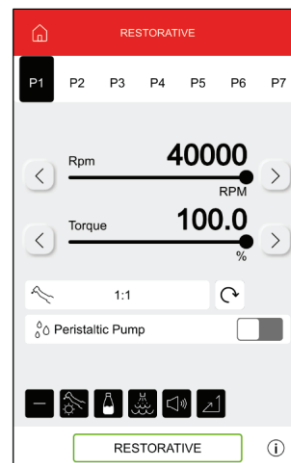 RESTORATIVE
P1 P2 P3 P4 P5 P6 P7
Rpm 40000
RPM
Torque 100.0
%
1:1
Peristaltic Pump
RESTORATIVE